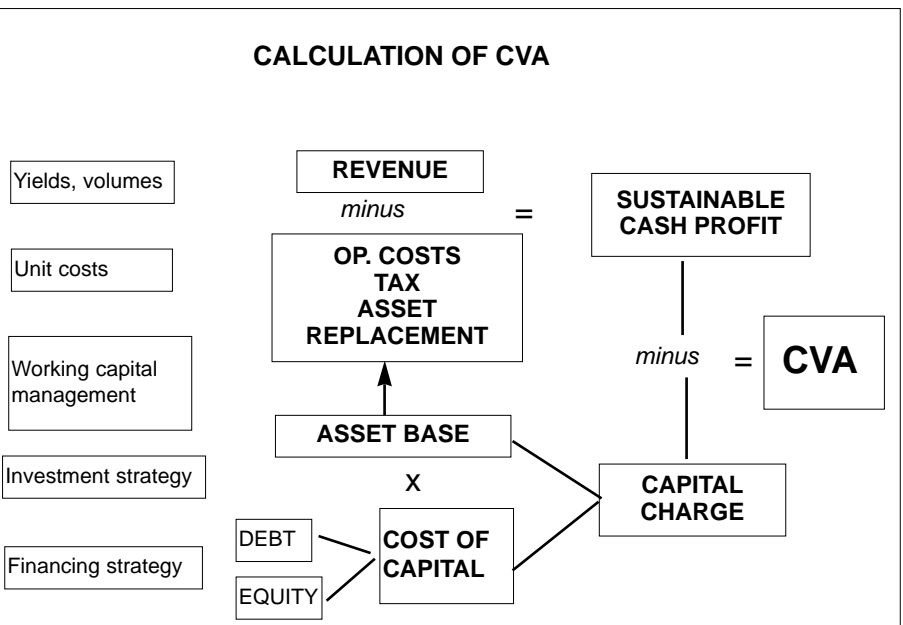 CALCULATION OF CVA
Yields, volumes
Unit costs
Working capital
management
Investment strategy
Financing strategy
REVENUE
minus
OP. COSTS
TAX
ASSET
REPLACEMENT
ASSET BASE
x
DEBT
EQUITY
COST OF
CAPITAL
=
SUSTAINABLE
CASH PROFIT
minus
CAPITAL
CHARGE
=
CVA